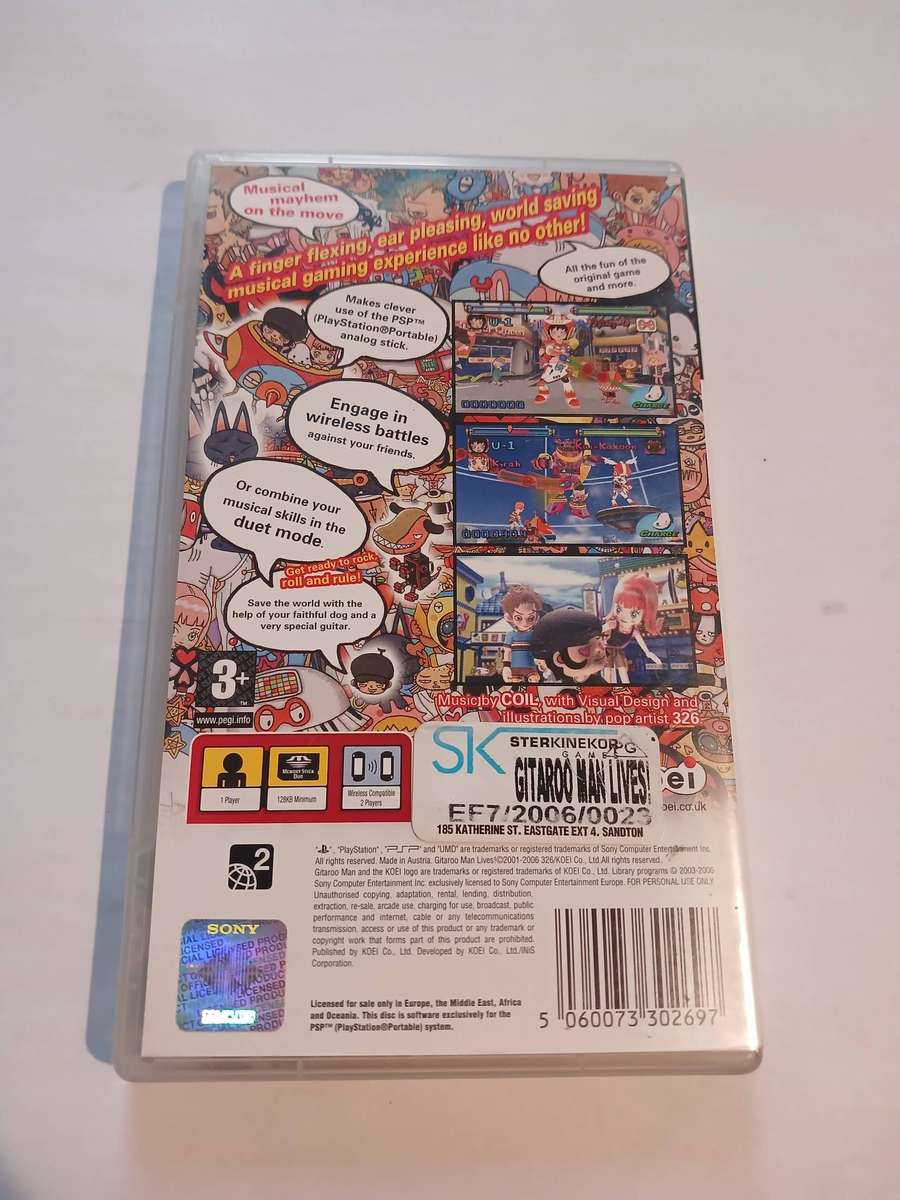 Musical
mayhem
on the move
A finger flexing, ear pleasing, world saving
musical gaming experience like no other!
All the fun of the
original game
and more.
Makes clever
use of the PSP™
(PlayStation®Portable)
analog stick.
Engage in
wireless battles
against your friends.
Or combine your
musical skills in the
duet mode.
Get ready to rock,
roll and rule!
Save the world with the
help of your faithful dog and a
very special guitar.
U-1
CHARGE
U-1
Kirah
CHARGE
3+
www.pegi.info
Music by COIL, with Visual Design and
illustrations by pop artist 326
1 Player
MEMORY STICK
DUO
128KB Minimum
Wireless Compatible
2 Players
SK STERKINEKOR PG
GAMES
GITAROO MAN LIVES!
EF7/2006/0023
185 KATHERINE ST. EASTGATE EXT 4. SANDTON
oei
oei.co.uk
2
", "PlayStation", "PSP" and "UMD" are trademarks or registered trademarks of Sony Computer Entertainment Inc.
All rights reserved. Made in Austria. Gitaroo Man Lives!©2001-2006 326/KOEI Co., Ltd. All rights reserved.
Gitaroo Man and the KOEI logo are trademarks or registered trademarks of KOEI Co., Ltd. Library programs © 2003-2006
Sony Computer Entertainment Inc. exclusively licensed to Sony Computer Entertainment Europe. FOR PERSONAL USE ONLY
Unauthorised copying, adaptation, rental, lending, distribution,
extraction, re-sale, arcade use, charging for use, broadcast, public
performance and internet, cable or any telecommunications
transmission, access or use of this product or any trademark or
copyright work that forms part of this product are prohibited.
Published by KOEI Co., Ltd. Developed by KOEI Co., Ltd./iNiS
Corporation.
SONY
Licensed for sale only in Europe, the Middle East, Africa
and Oceania. This disc is software exclusively for the
PSP™ (PlayStation®Portable) system.
5 060073 302697